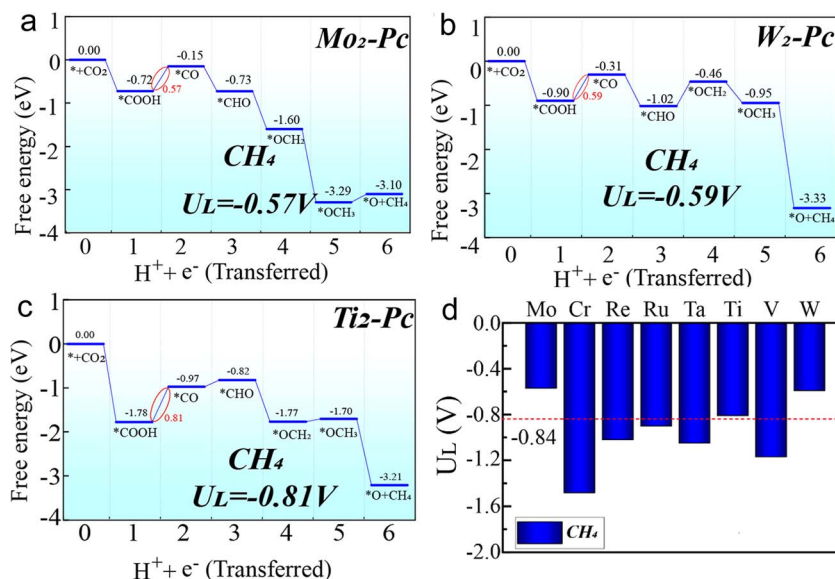 a
Mo₂-Pc
Free energy (eV)
1
0
-1
-2
-3
-4
0.00
*+CO₂
-0.72
*COOH
0.57
-0.15
*CO
-0.73
*CHO
-1.60
*OCH₂
-3.29
*OCH₃
-3.10
*O+CH₄
CH₄
UL=-0.57V
0 1 2 3 4 5 6
H⁺+ e⁻ (Transferred)
b
W₂-Pc
Free energy (eV)
1
0
-1
-2
-3
-4
0.00
*+CO₂
-0.90
*COOH
0.59
-0.31
*CO
-1.02
*CHO
-0.46
*OCH₂
-0.95
*OCH₃
-3.33
*O+CH₄
CH₄
UL=-0.59V
0 1 2 3 4 5 6
H⁺+ e⁻ (Transferred)
c
Ti₂-Pc
Free energy (eV)
1
0
-1
-2
-3
-4
0.00
*+CO₂
-1.78
*COOH
0.81
-0.97
*CO
-0.82
*CHO
-1.77
*OCH₂
-1.70
*OCH₃
-3.21
*O+CH₄
CH₄
UL=-0.81V
0 1 2 3 4 5 6
H⁺+ e⁻ (Transferred)
d
Mo Cr Re Ru Ta Ti V W
UL (V)
0.0
-0.4
-0.8
-1.2
-1.6
-2.0
-0.84
CH₄